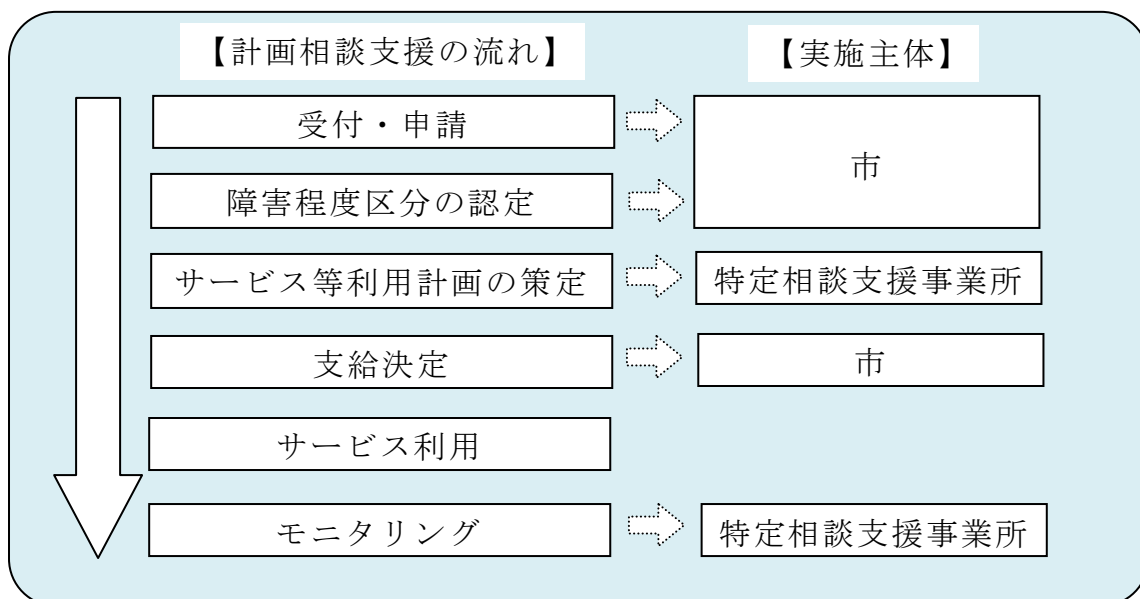 【計画相談支援の流れ】
【実施主体】
受付・申請
市
障害程度区分の認定
サービス等利用計画の策定
特定相談支援事業所
支給決定
市
サービス利用
モニタリング
特定相談支援事業所